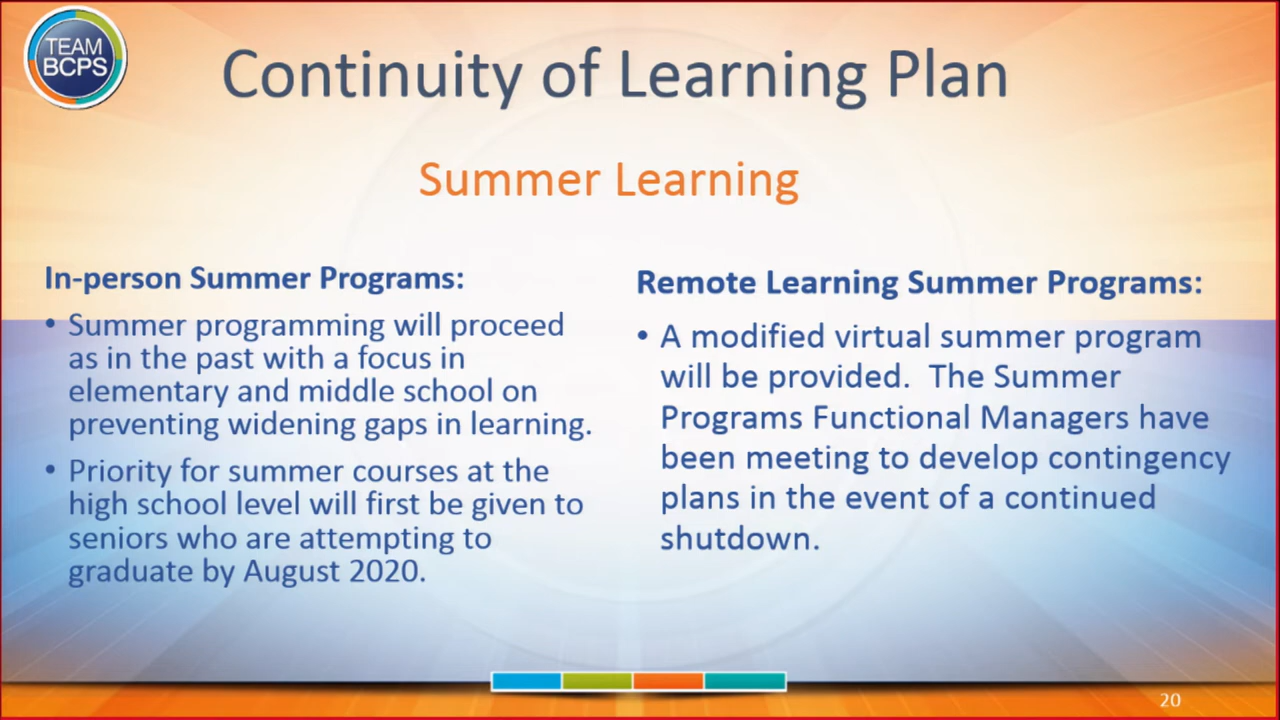 TEAM
BCPS
Continuity of Learning Plan
Summer Learning
In-person Summer Programs:
• Summer programming will proceed
as in the past with a focus in
elementary and middle school on
preventing widening gaps in learning.
• Priority for summer courses at the
high school level will first be given to
seniors who are attempting to
graduate by August 2020.
Remote Learning Summer Programs:
• A modified virtual summer program
will be provided.  The Summer
Programs Functional Managers have
been meeting to develop contingency
plans in the event of a continued
shutdown.
20